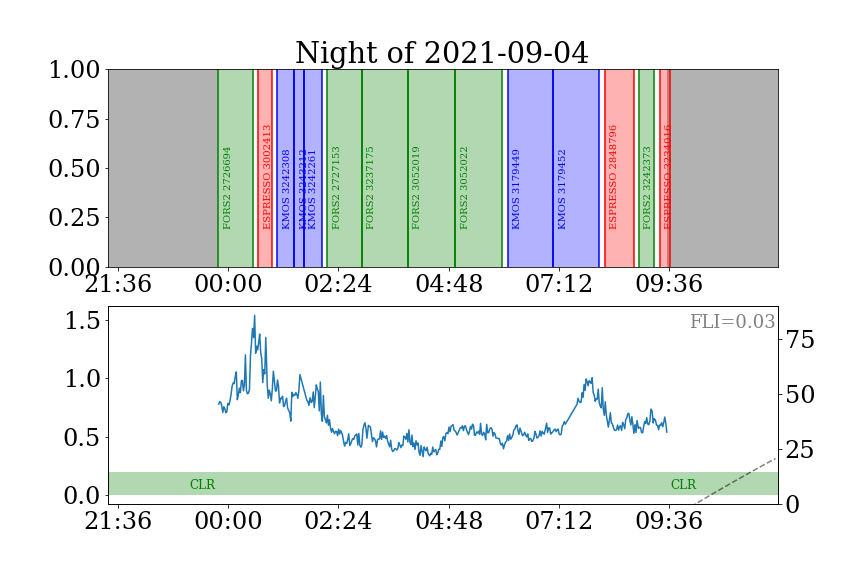 Night of 2021-09-04
1.00
0.75
0.50
0.25
0.00
FORS2 2726694
ESPRESSO 3002413
KMOS 3242308
KMOS 3242212
KMOS 3242261
FORS2 2727153
FORS2 3237175
FORS2 3052019
FORS2 3052022
KMOS 3179449
KMOS 3179452
ESPRESSO 2848796
FORS2 3242373
ESPRESSO 3234016
21:36 00:00 02:24 04:48 07:12 09:36
FLI=0.03
1.5
1.0
0.5
0.0
75
50
25
0
CLR CLR
21:36 00:00 02:24 04:48 07:12 09:36